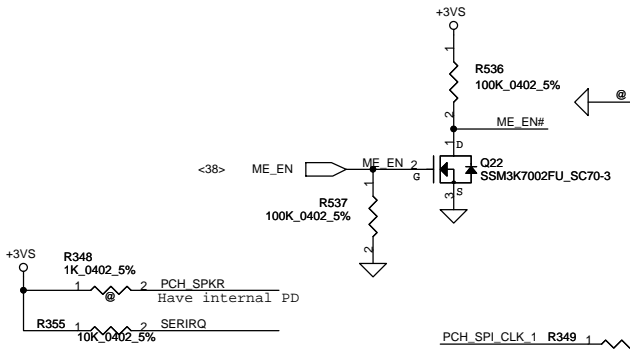 +3VS
1
R536
100K_0402_5%
2
@
ME_EN#
1 D
<38> ME_EN
ME_EN 2
G
Q22
SSM3K7002FU_SC70-3
3 S
1
R537
100K_0402_5%
2
+3VS
R348
1K_0402_5%
1 2 PCH_SPKR
@
Have internal PD
R355 1 2 SERIRQ
10K_0402_5%
PCH_SPI_CLK_1 R349 1